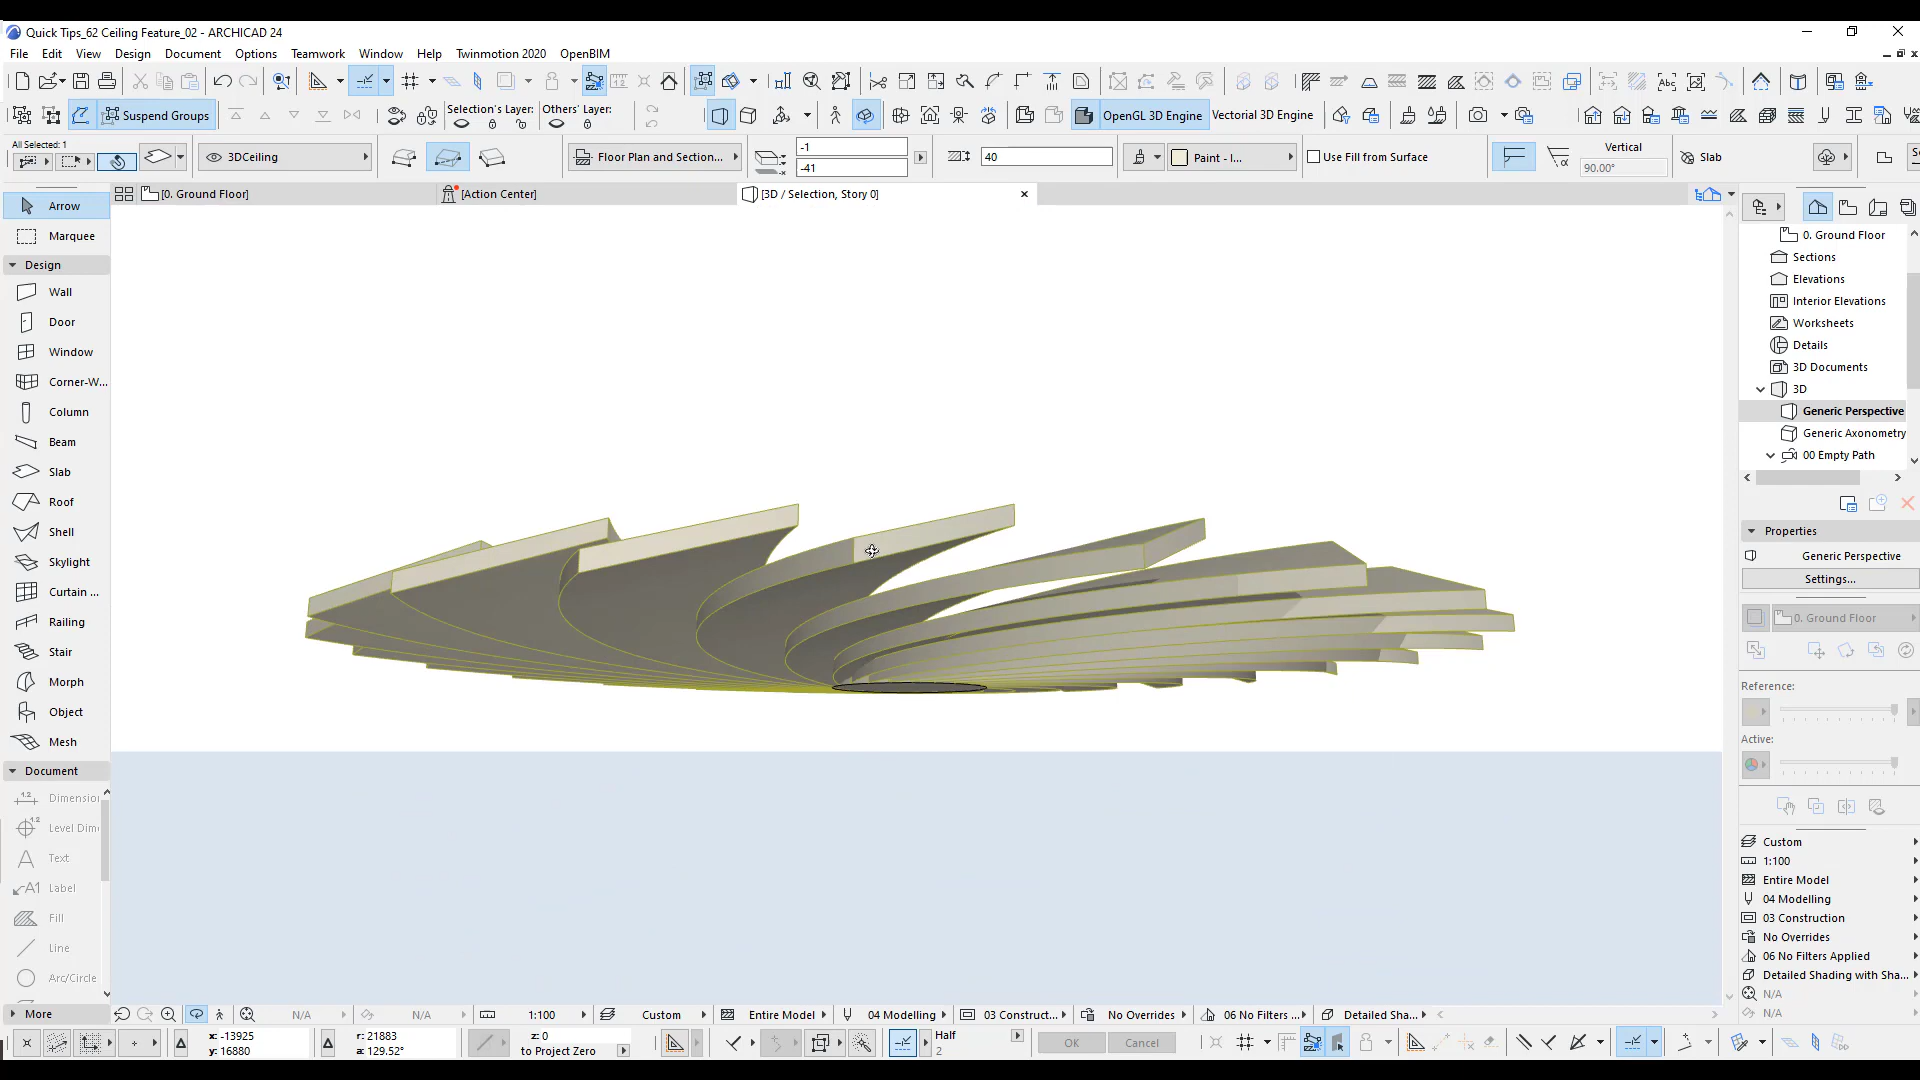 Quick Tips_62 Ceiling Feature_02 - ARCHICAD 24
File Edit View Design Document Options Teamwork Window Help Twinmotion 2020 OpenBIM
Suspend Groups
Selection's Layer: Others' Layer:
OpenGL 3D Engine Vectorial 3D Engine
All Selected: 1
3DCeiling
Floor Plan and Section...
-1
-41
40
Paint - I...
Use Fill from Surface
Vertical
90.00°
Slab
[0. Ground Floor]
[Action Center]
[3D / Selection, Story 0]
Arrow
Marquee
Design
Wall
Door
Window
Corner-W...
Column
Beam
Slab
Roof
Shell
Skylight
Curtain ...
Railing
Stair
Morph
Object
Mesh
Document
Dimensio
Level Dim
Text
Label
Fill
Line
Arc/Circle
More
0. Ground Floor
Sections
Elevations
Interior Elevations
Worksheets
Details
3D Documents
3D
Generic Perspective
Generic Axonometry
00 Empty Path
Properties
Generic Perspective
Settings...
0. Ground Floor
Reference:
Active:
Custom
1:100
Entire Model
04 Modelling
03 Construction
No Overrides
06 No Filters Applied
Detailed Shading with Sha...
N/A
N/A
N/A N/A 1:100 Custom Entire Model 04 Modelling 03 Construct... No Overrides 06 No Filters ... Detailed Sha...
x: -13925
y: 16880
r: 21883
a: 129.52°
z: 0
to Project Zero
Half
2
OK Cancel